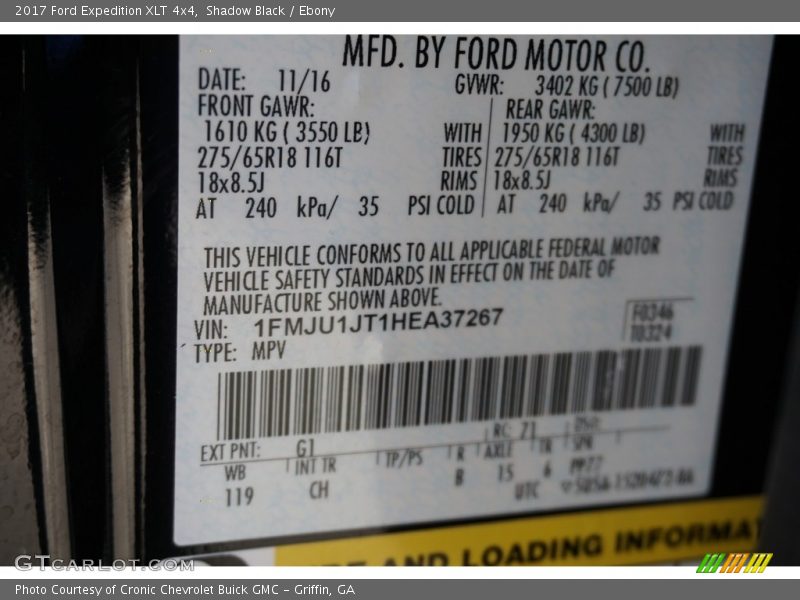 2017 Ford Expedition XLT 4x4, Shadow Black / Ebony
MFD. BY FORD MOTOR CO.
DATE: 11/16 GVWR: 3402 KG ( 7500 LB)
FRONT GAWR: REAR GAWR:
1610 KG ( 3550 LB) WITH 1950 KG ( 4300 LB) WITH
275/65R18 116T TIRES 275/65R18 116T TIRES
18x8.5J RIMS 18x8.5J RIMS
AT 240 kPa/ 35 PSI COLD AT 240 kPa/ 35 PSI COLD
THIS VEHICLE CONFORMS TO ALL APPLICABLE FEDERAL MOTOR
VEHICLE SAFETY STANDARDS IN EFFECT ON THE DATE OF
MANUFACTURE SHOWN ABOVE.
VIN: 1FMJU1JT1HEA37267
F0346
T0324
TYPE: MPV
EXT PNT: G1 RC: 71 DSO:
WB INT TR TP/PS R AXLE TR SPR
119 CH B 15 6 PP77
UTC
AND LOADING INFORMAT
GTcarlot.com
Photo Courtesy of Cronic Chevrolet Buick GMC - Griffin, GA